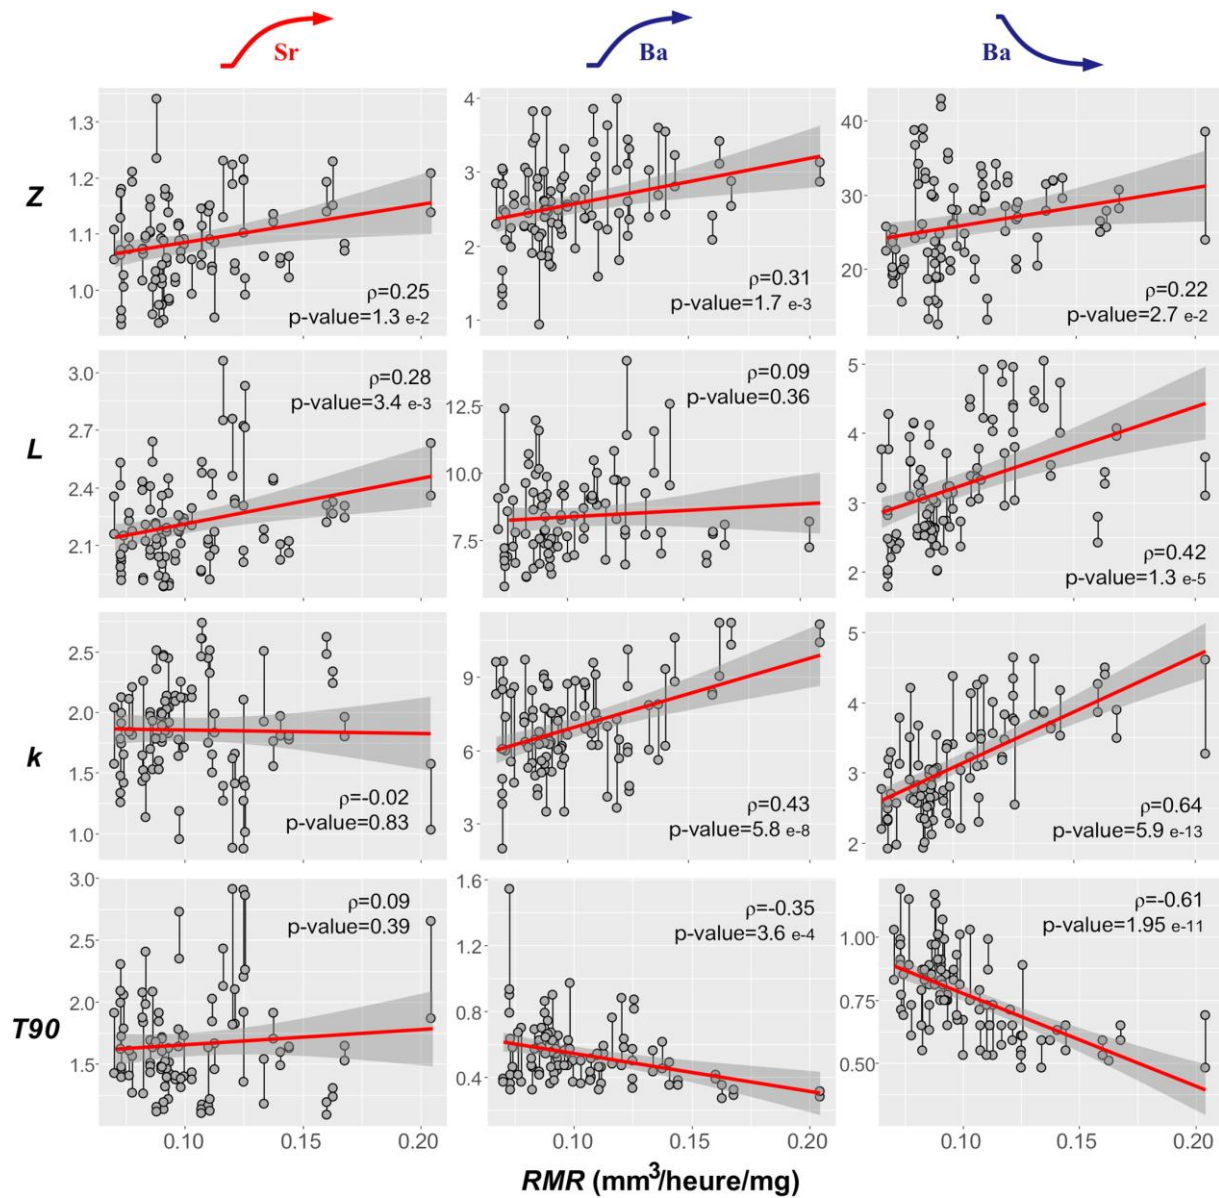 Sr
Ba
Ba
Z
1.3
1.2
1.1
1.0
ρ=0.25
p-value=1.3 e-2
4
3
2
1
ρ=0.31
p-value=1.7 e-3
40
30
20
ρ=0.22
p-value=2.7 e-2
L
3.0
2.7
2.4
2.1
ρ=0.28
p-value=3.4 e-3
12.5
10.0
7.5
ρ=0.09
p-value=0.36
5
4
3
2
ρ=0.42
p-value=1.3 e-5
k
2.5
2.0
1.5
1.0
ρ=-0.02
p-value=0.83
9
6
3
ρ=0.43
p-value=5.8 e-8
5
4
3
2
ρ=0.64
p-value=5.9 e-13
T90
3.0
2.5
2.0
1.5
ρ=0.09
p-value=0.39
1.6
1.2
0.8
0.4
ρ=-0.35
p-value=3.6 e-4
1.00
0.75
0.50
ρ=-0.61
p-value=1.95 e-11
0.10 0.15 0.20
0.10 0.15 0.20
0.10 0.15 0.20
RMR (mm³/heure/mg)